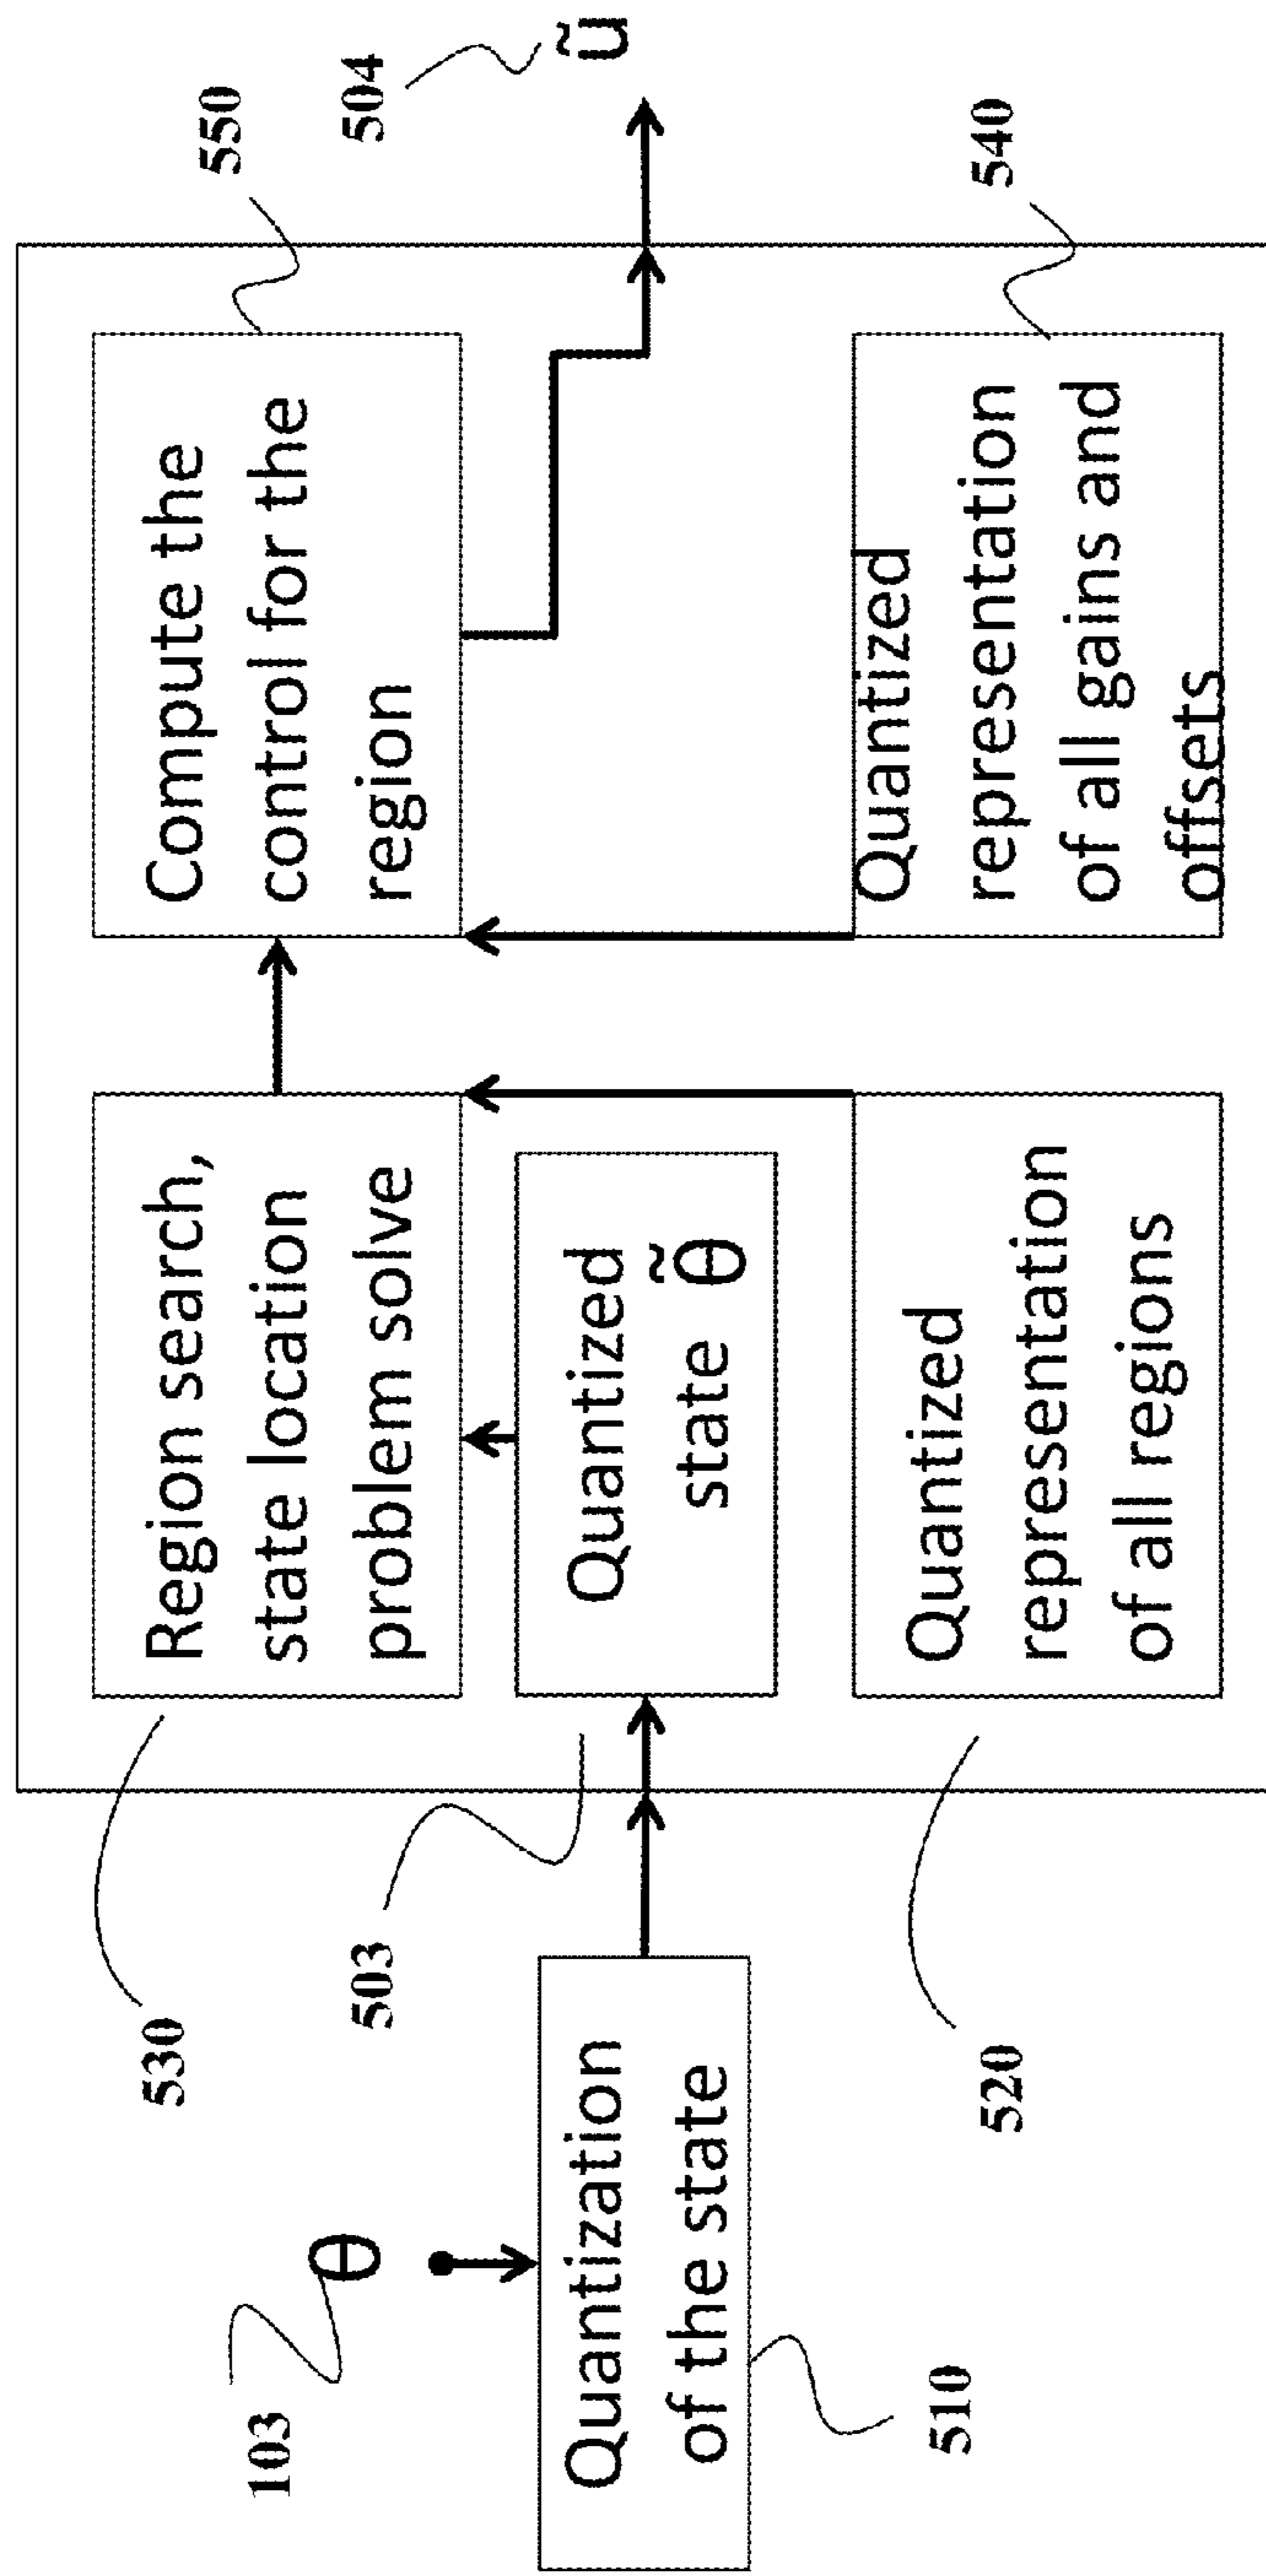 103
θ
Quantization
of the state
510
530
Region search,
state location
problem solve
503
Quantized
state θ̃
520
Quantized
representation
of all regions
550
Compute the
control for the
region
540
Quantized
representation
of all gains and
offsets
504
ũ